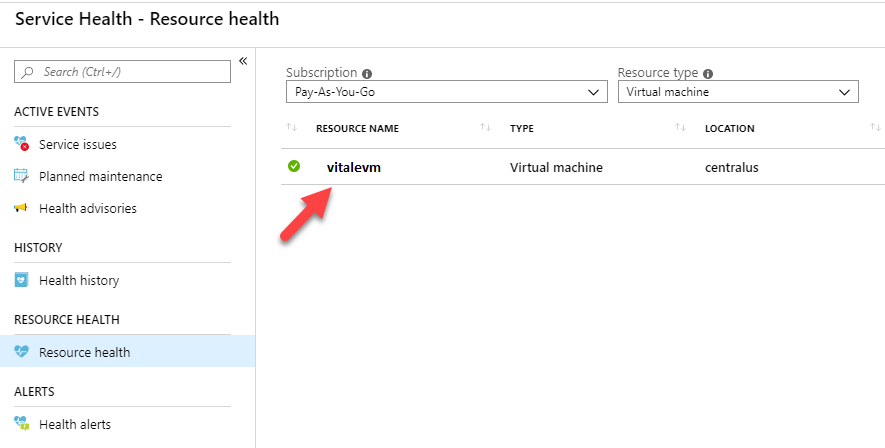 Service Health - Resource health
Search (Ctrl+/)
«
ACTIVE EVENTS
Service issues
Planned maintenance
Health advisories
HISTORY
Health history
RESOURCE HEALTH
Resource health
ALERTS
Health alerts
Subscription Resource type
Pay-As-You-Go Virtual machine
RESOURCE NAME TYPE LOCATION
vitalevm Virtual machine centralus